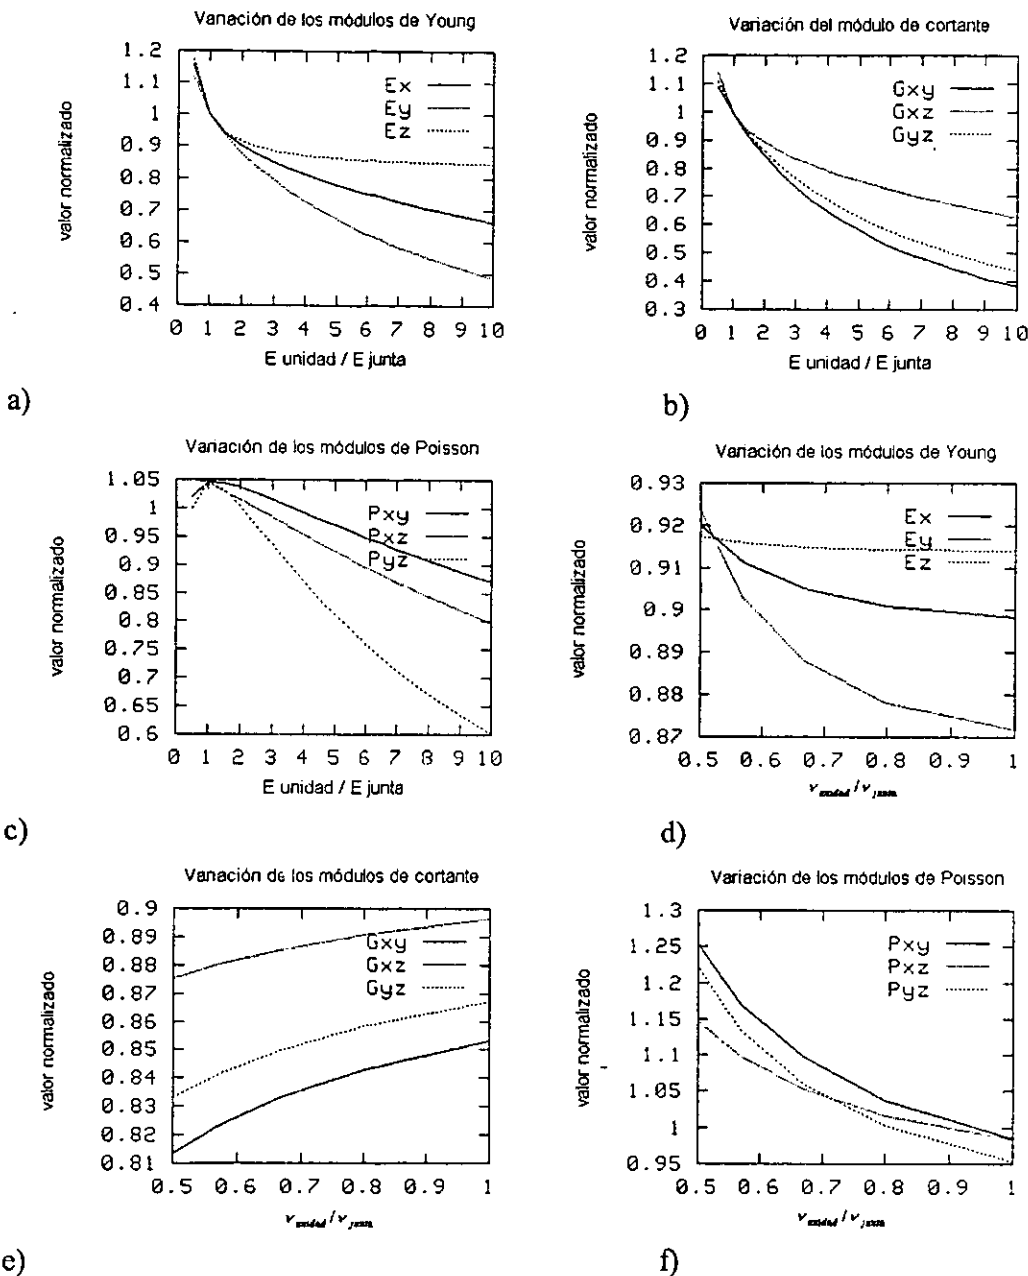 Variación de los módulos de Young
valor normalizado
1.2
1.1
1
0.9
0.8
0.7
0.6
0.5
0.4
Ex
Ey
Ez
0 1 2 3 4 5 6 7 8 9 10
E unidad / E junta
a)
Variación del módulo de cortante
valor normalizado
1.2
1.1
1
0.9
0.8
0.7
0.6
0.5
0.4
0.3
Gxy
Gxz
Gyz
0 1 2 3 4 5 6 7 8 9 10
E unidad / E junta
b)
Variación de los módulos de Poisson
valor normalizado
1.05
1
0.95
0.9
0.85
0.8
0.75
0.7
0.65
0.6
Pxy
Pxz
Pyz
0 1 2 3 4 5 6 7 8 9 10
E unidad / E junta
c)
Variación de los módulos de Young
valor normalizado
0.93
0.92
0.91
0.9
0.89
0.88
0.87
Ex
Ey
Ez
0.5 0.6 0.7 0.8 0.9 1
ν unidad / ν junta
d)
Variación de los módulos de cortante
valor normalizado
0.9
0.89
0.88
0.87
0.86
0.85
0.84
0.83
0.82
0.81
Gxy
Gxz
Gyz
0.5 0.6 0.7 0.8 0.9 1
ν unidad / ν junta
e)
Variación de los módulos de Poisson
valor normalizado
1.3
1.25
1.2
1.15
1.1
1.05
1
0.95
Pxy
Pxz
Pyz
0.5 0.6 0.7 0.8 0.9 1
ν unidad / ν junta
f)